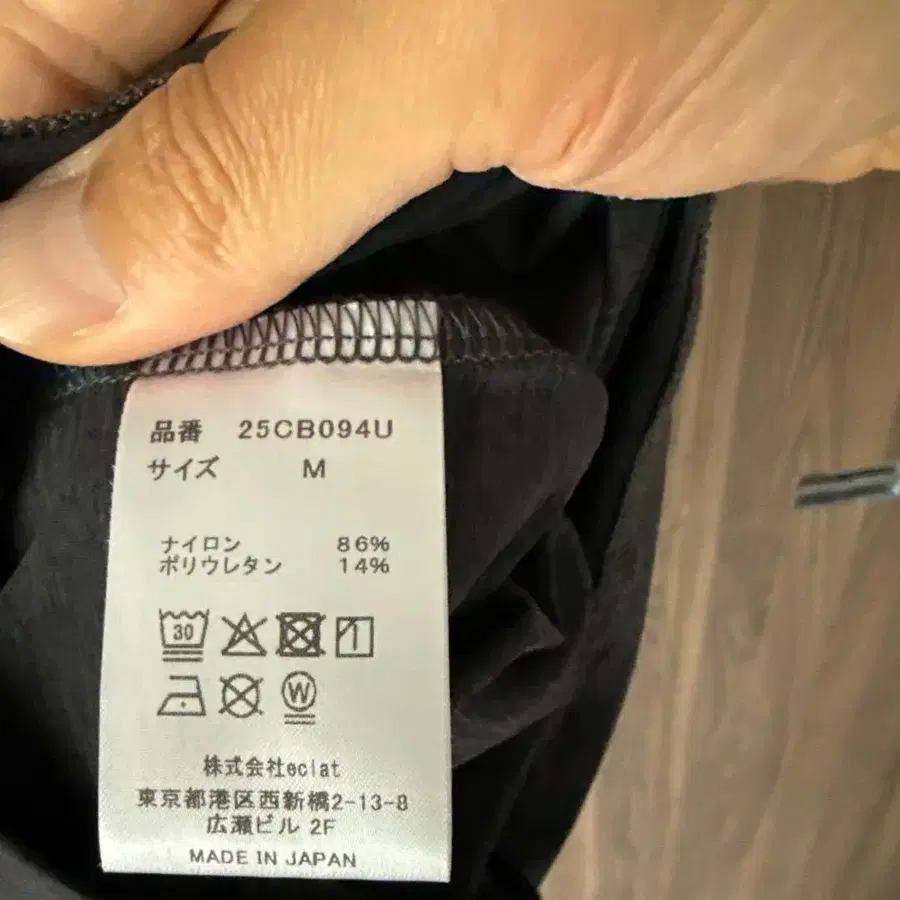 品番 25CB094U
サイズ M
ナイロン 86%
ポリウレタン 14%
30
W
株式会社eclat
東京都港区西新橋2-13-8
広瀬ビル 2F
MADE IN JAPAN